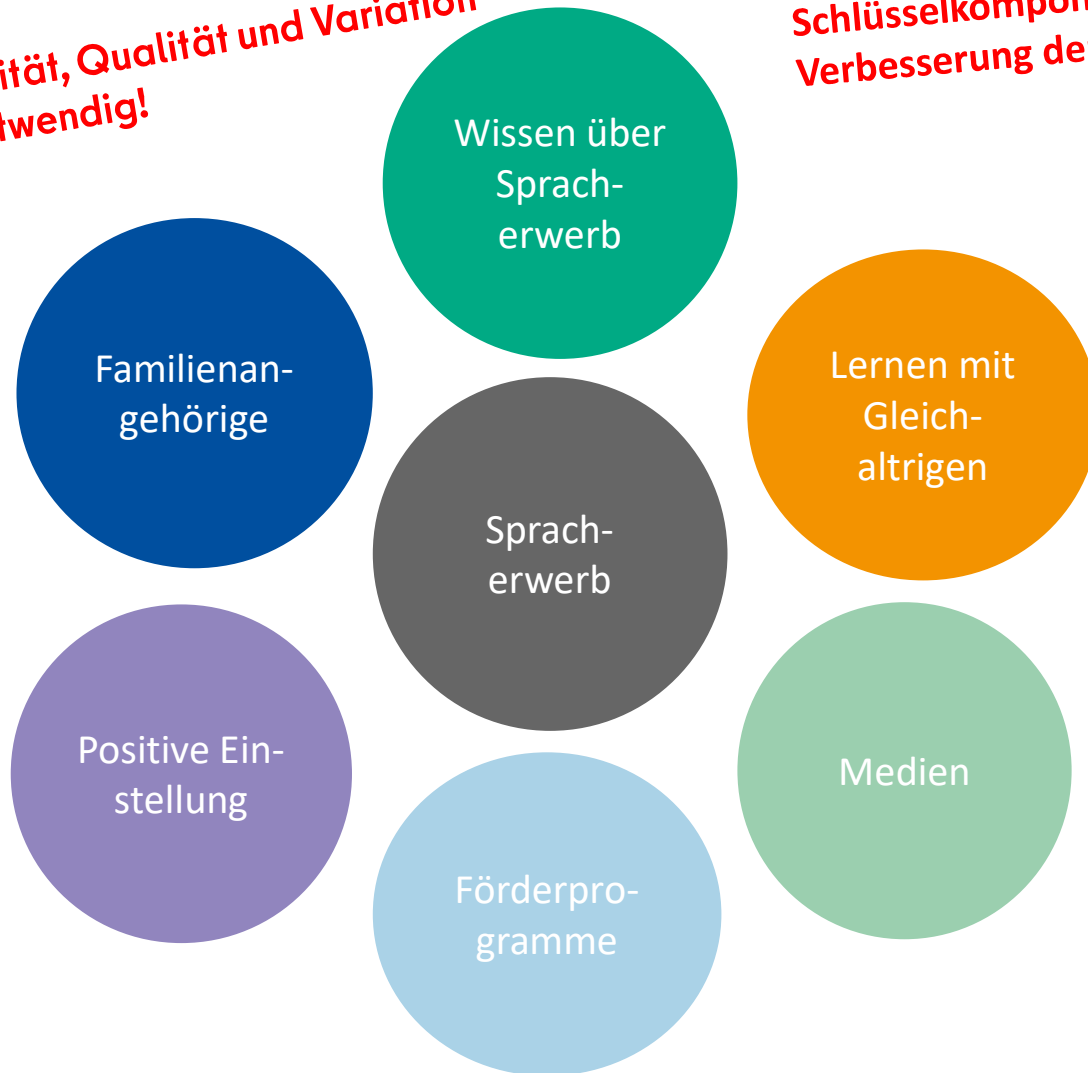 ität, Qualität und Variation
twendig!
Schlüsselkompon
Verbesserung de
Wissen über
Sprach-
erwerb
Familienan-
gehörige
Lernen mit
Gleich-
altrigen
Sprach-
erwerb
Positive Ein-
stellung
Medien
Förderpro-
gramme